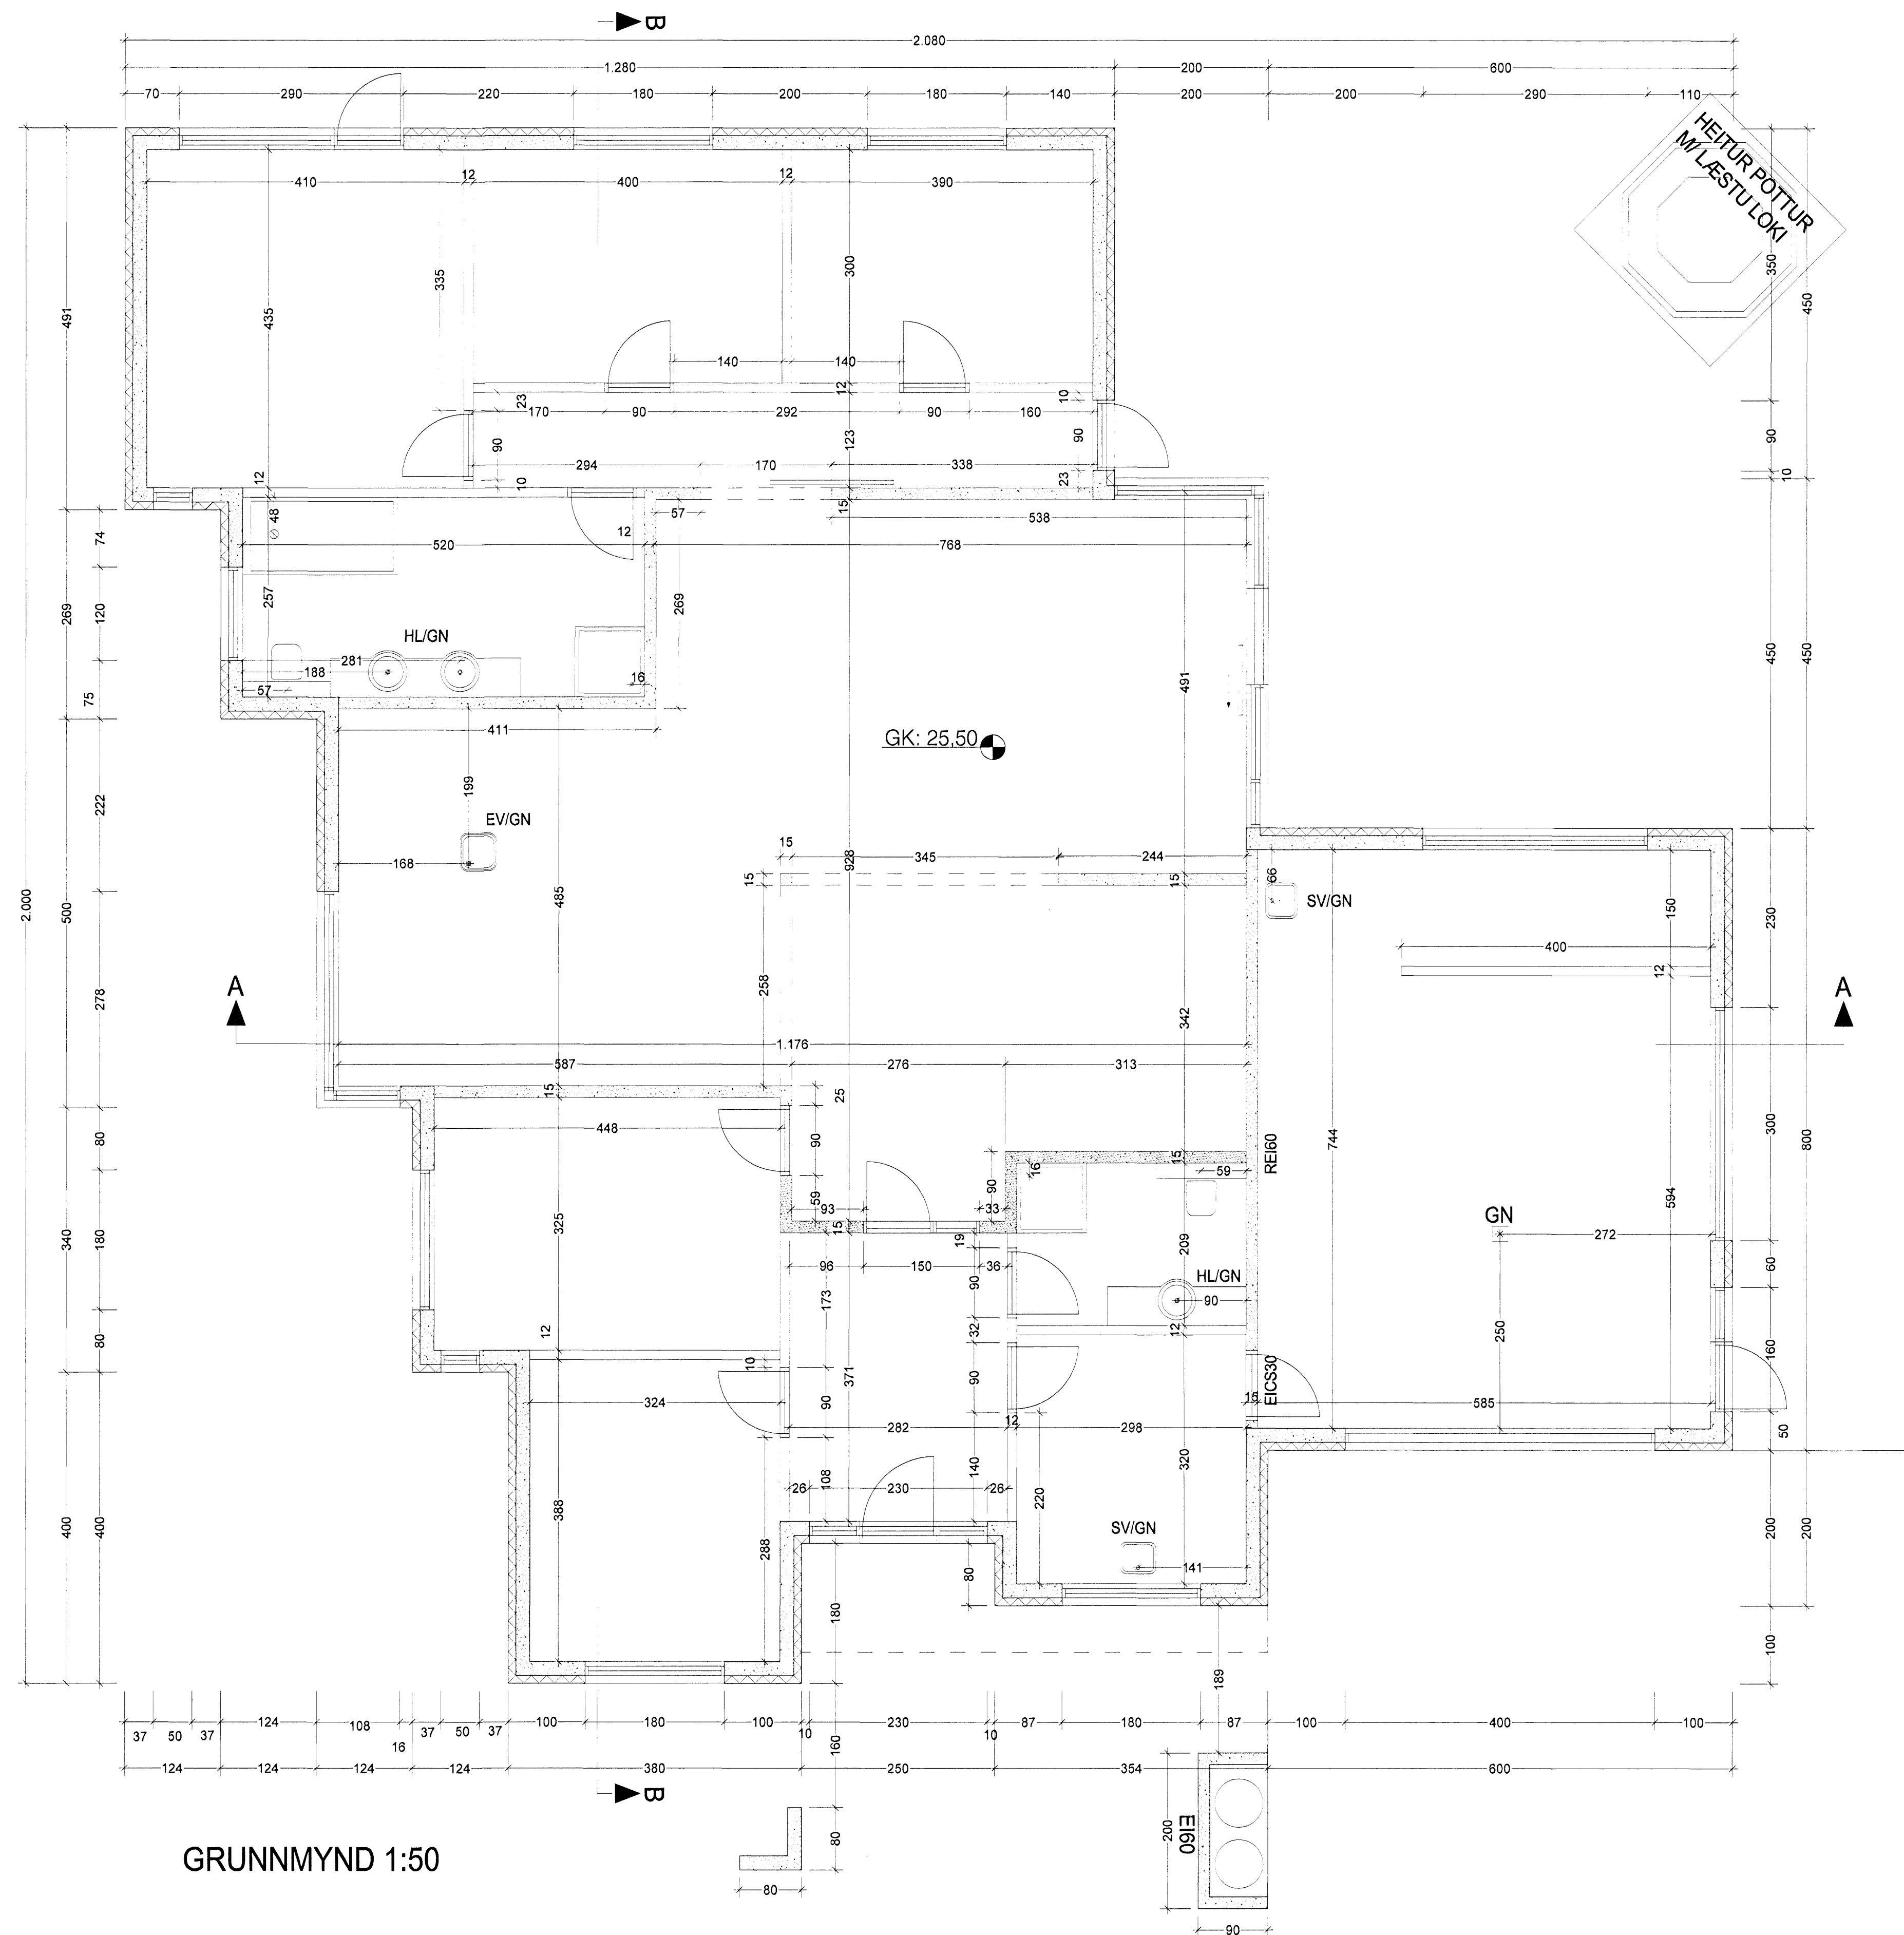 B
2.080
1.280 200 600
70 290 220 180 200 180 140 200 200 290 110
HEITUR POTTUR
M/ LÆSTU LOKI
410 12 400 12 390
491 435 335 300 350 450
140 140
12 10
23 170 90 292 90 160
90 123 90 90
294 170 338
12 10 23 10
48 57 15 538
74 520 12 768
269 120 257 269 450 450
HL/GN
281
188
57 16
75 491
411
GK: 25,50
222 199
EV/GN
168
15 928 345 244
15 15 66
SV/GN
485 150 230
2.000 500
400
12
A A
278 258 342
1.176
587 276 313
15 25
448
80 90 744 300 800
REI60
15 16 59
90
59 93 33
325 15 594
GN
340 180 19 209 272
96 150 36 60
HL/GN
173 90 90
250
12 32 12
80 10 371 160
EICS30
324 90 90 15 585
282 12 298
50
108 140 320
26 230 26
400 400 388 220 200 200
SV/GN
288 141
80
180
100
189
124 108 37 50 37 100 180 100 230 87 180 87 100 400 100
37 50 37 16 10 10
160
124 124 124 124 380 250 354 600
B
GRUNNMYND 1:50
80
200
EI60
80
90